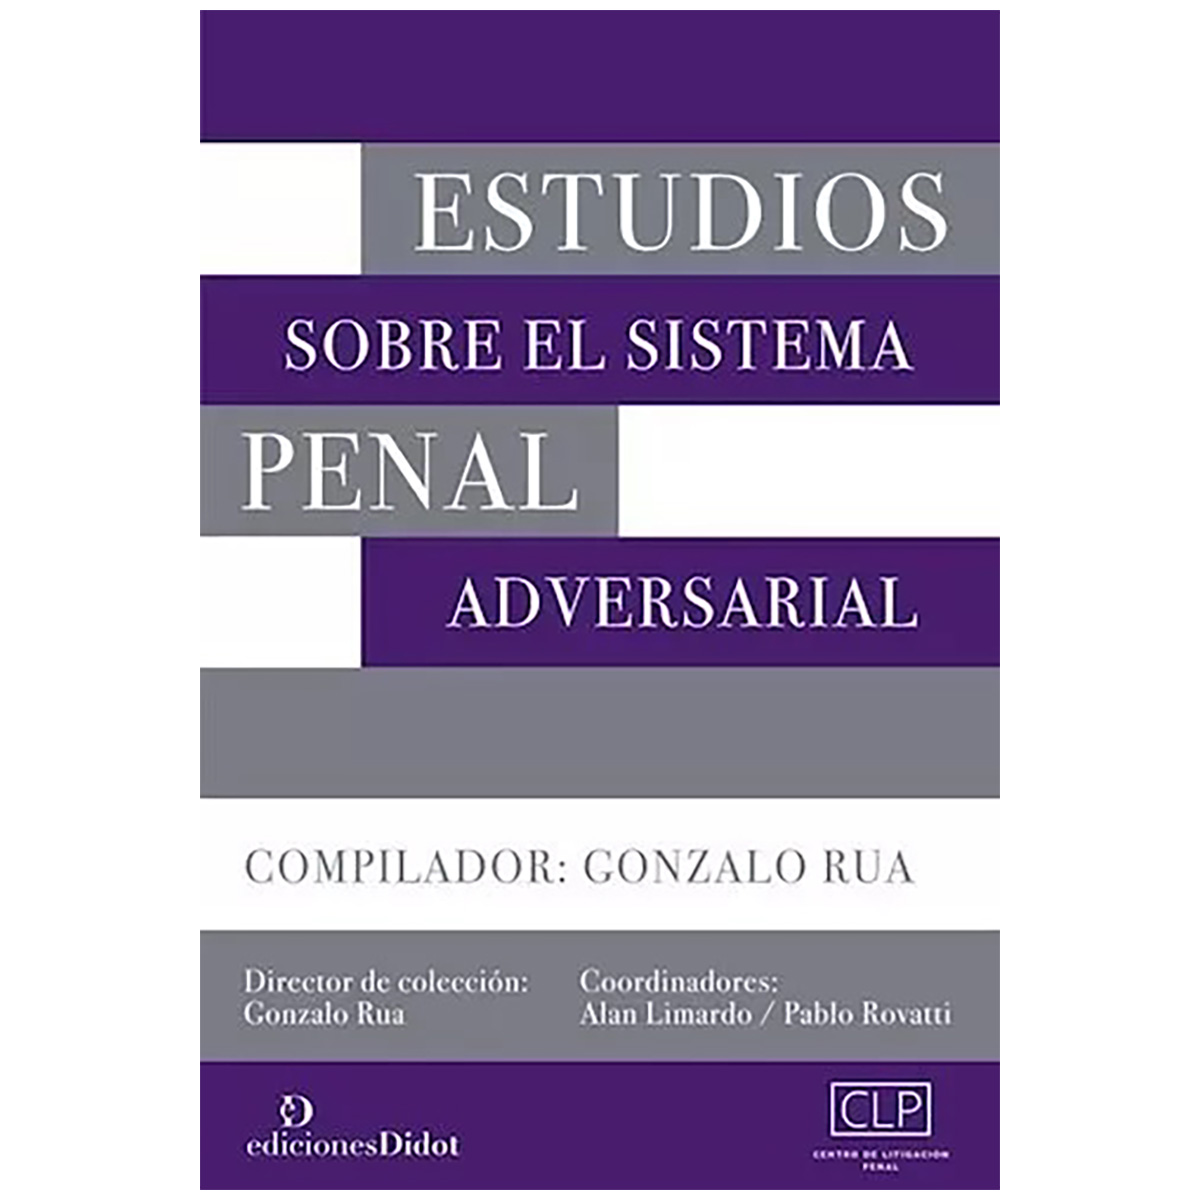 ESTUDIOS
SOBRE EL SISTEMA
PENAL
ADVERSARIAL
COMPILADOR: GONZALO RUA
Director de colección:
Gonzalo Rua
Coordinadores:
Alan Limardo / Pablo Rovatti
edicionesDidot
CLP
CENTRO DE LITIGACIÓN
PENAL